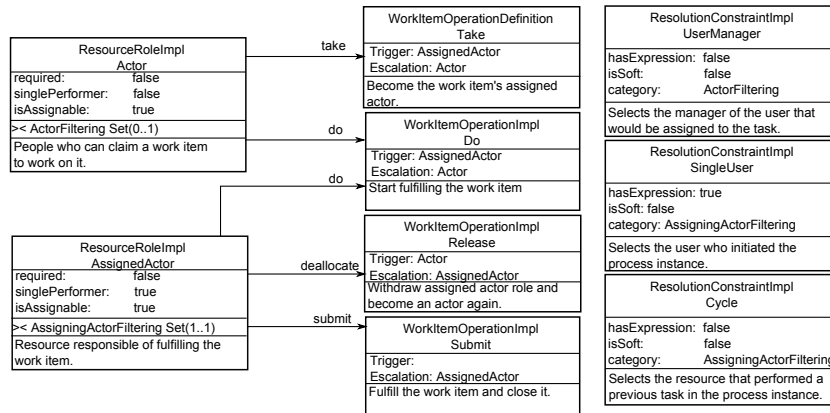 ResourceRoleImpl
Actor
required: false
singlePerformer: false
isAssignable: true
>< ActorFiltering Set(0..1)
People who can claim a work item
to work on it.
take
do
do
ResourceRoleImpl
AssignedActor
required: false
singlePerformer: true
isAssignable: true
>< AssigningActorFiltering Set(1..1)
Resource responsible of fulfilling the
work item.
deallocate
submit
WorkItemOperationDefinition
Take
Trigger: AssignedActor
Escalation: Actor
Become the work item's assigned
actor.
WorkItemOperationImpl
Do
Trigger: AssignedActor
Escalation: Actor
Start fulfilling the work item
WorkItemOperationImpl
Release
Trigger: Actor
Escalation: AssignedActor
Withdraw assigned actor role and
become an actor again.
WorkItemOperationImpl
Submit
Trigger:
Escalation: AssignedActor
Fulfill the work item and close it.
ResolutionConstraintImpl
UserManager
hasExpression: false
isSoft: false
category: ActorFiltering
Selects the manager of the user that
would be assigned to the task.
ResolutionConstraintImpl
SingleUser
hasExpression: true
isSoft: false
category: AssigningActorFiltering
Selects the user who initiated the
process instance.
ResolutionConstraintImpl
Cycle
hasExpression: false
isSoft: false
category: AssigningActorFiltering
Selects the resource that performed a
previous task in the process instance.